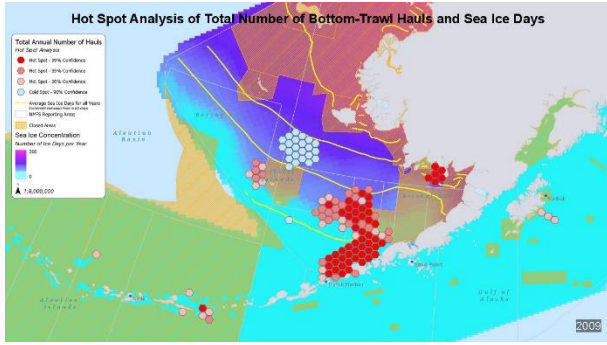 Hot Spot Analysis of Total Number of Bottom-Trawl Hauls and Sea Ice Days
Total Annual Number of Hauls
Hot Spot Analysis
Hot Spot - 99% Confidence
Hot Spot - 95% Confidence
Hot Spot - 90% Confidence
Cold Spot - 90% Confidence
Average Sea Ice Days for all Years
NMFS Reporting Areas
Closed Areas
Sea Ice Concentration
Number of Ice Days per Year
200
0
1:8,000,000
Aleutian
Basin
Bering
Islands
Bristol
Kodiak
Gulf of
Alaska
Aleutian
Islands
2009